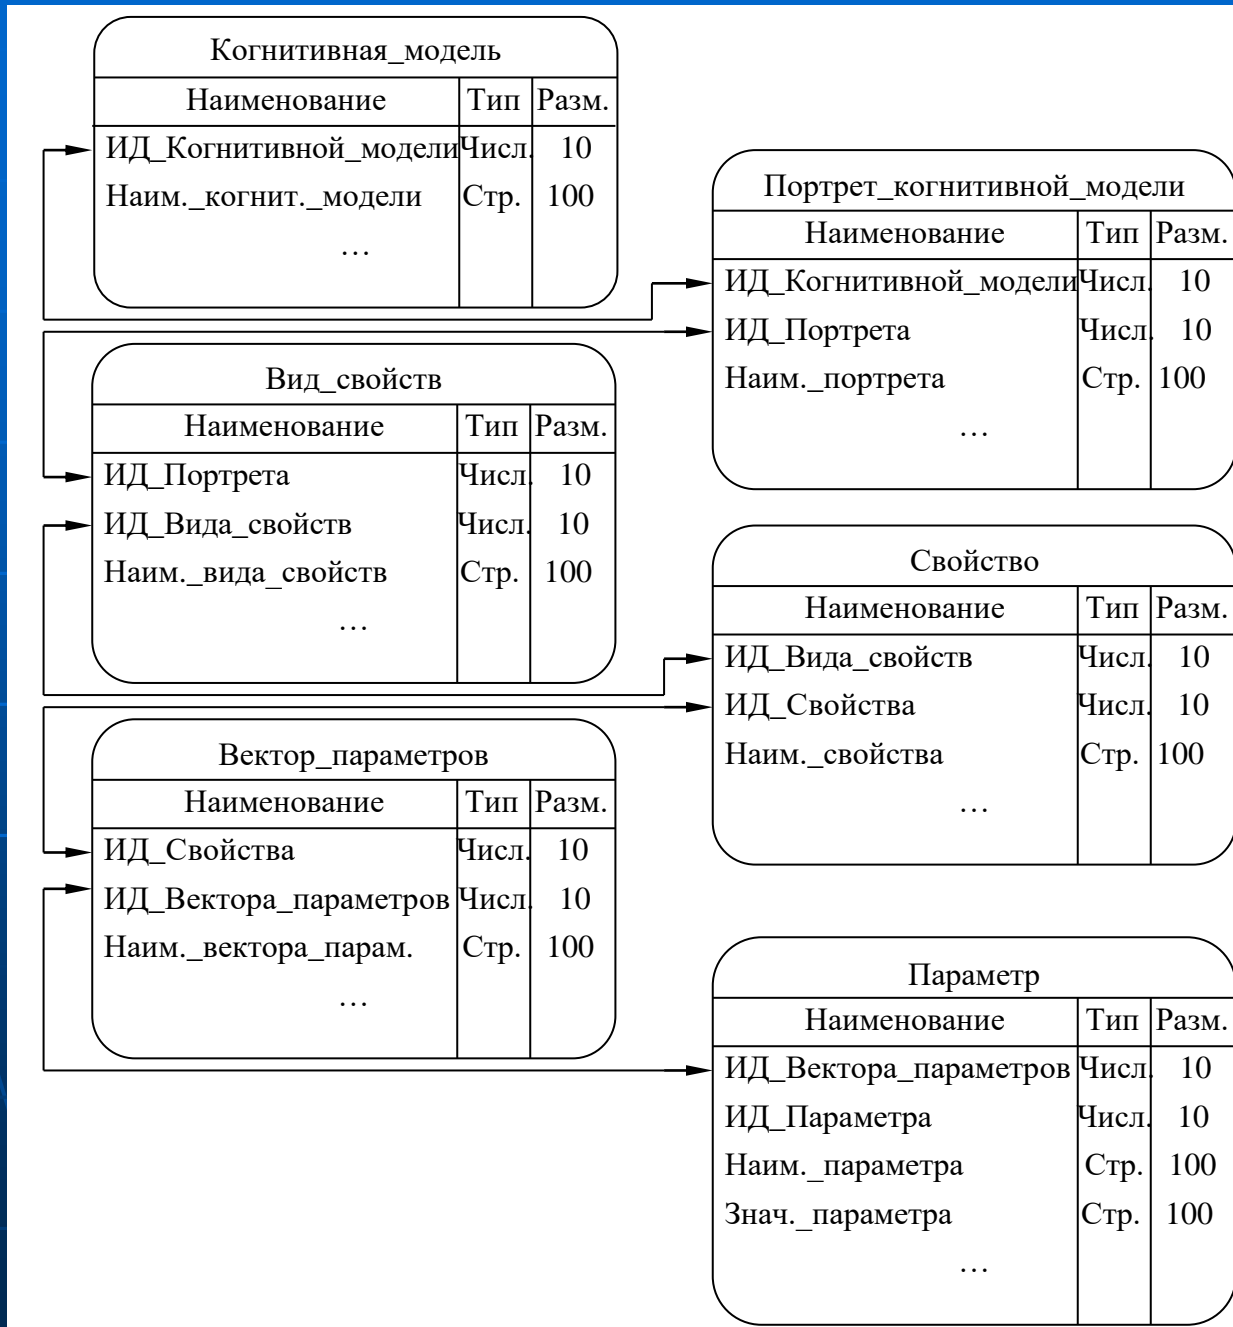 Когнитивная_модель
Наименование Тип Разм.
ИД_Когнитивной_модели Числ. 10
Наим._когнит._модели Стр. 100
…
Портрет_когнитивной_модели
Наименование Тип Разм.
ИД_Когнитивной_модели Числ. 10
ИД_Портрета Числ. 10
Наим._портрета Стр. 100
…
Вид_свойств
Наименование Тип Разм.
ИД_Портрета Числ. 10
ИД_Вида_свойств Числ. 10
Наим._вида_свойств Стр. 100
…
Свойство
Наименование Тип Разм.
ИД_Вида_свойств Числ. 10
ИД_Свойства Числ. 10
Наим._свойства Стр. 100
…
Вектор_параметров
Наименование Тип Разм.
ИД_Свойства Числ. 10
ИД_Вектора_параметров Числ. 10
Наим._вектора_парам. Стр. 100
…
Параметр
Наименование Тип Разм.
ИД_Вектора_параметров Числ. 10
ИД_Параметра Числ. 10
Наим._параметра Стр. 100
Знач._параметра Стр. 100
…